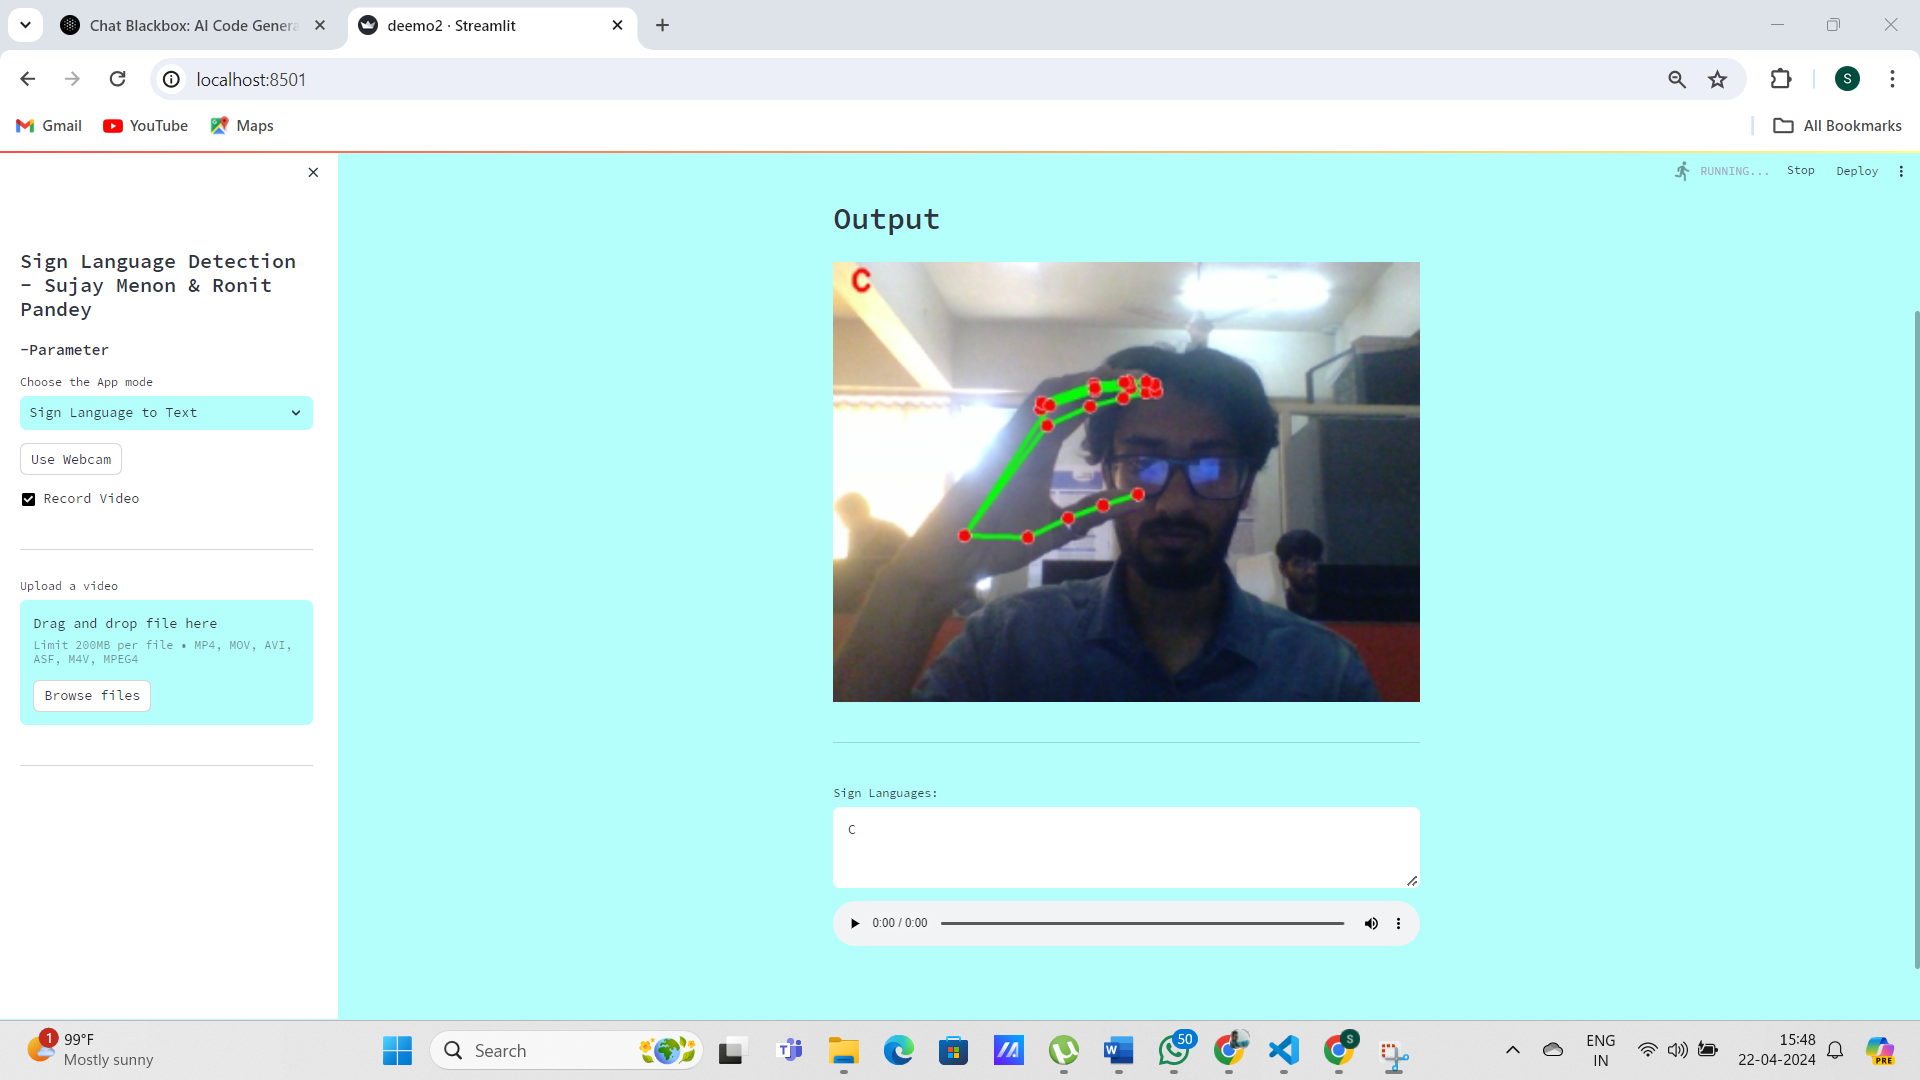 Chat Blackbox: AI Code Genera
deemo2 · Streamlit
localhost:8501
S
Gmail
YouTube
Maps
All Bookmarks
RUNNING...
Stop
Deploy
Sign Language Detection
- Sujay Menon & Ronit
Pandey
-Parameter
Choose the App mode
Sign Language to Text
Use Webcam
Record Video
Upload a video
Drag and drop file here
Limit 200MB per file • MP4, MOV, AVI,
ASF, M4V, MPEG4
Browse files
Output
C
Sign Languages:
C
0:00 / 0:00
1
99°F
Mostly sunny
Search
W
50
S
ENG
IN
15:48
22-04-2024
PRE